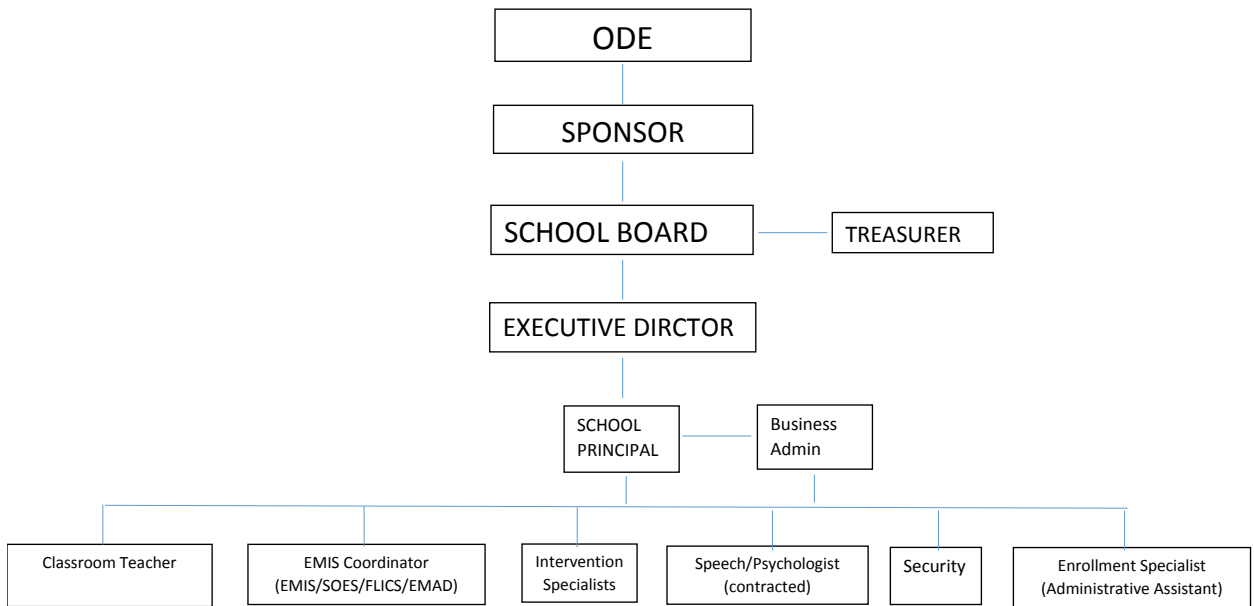 ODE
SPONSOR
SCHOOL BOARD
TREASURER
EXECUTIVE DIRCTOR
SCHOOL
PRINCIPAL
Business
Admin
Classroom Teacher
EMIS Coordinator
(EMIS/SOES/FLICS/EMAD)
Intervention
Specialists
Speech/Psychologist
(contracted)
Security
Enrollment Specialist
(Administrative Assistant)